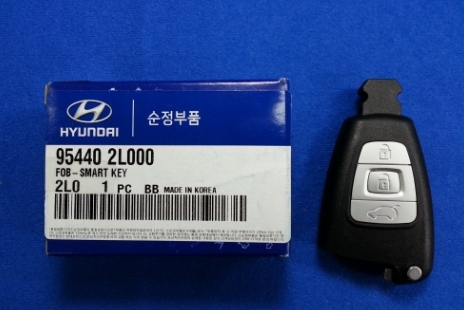 HYUNDAI
순정부품
95440 2L000
FOB-SMART KEY
2L0 1 PC BB MADE IN KOREA